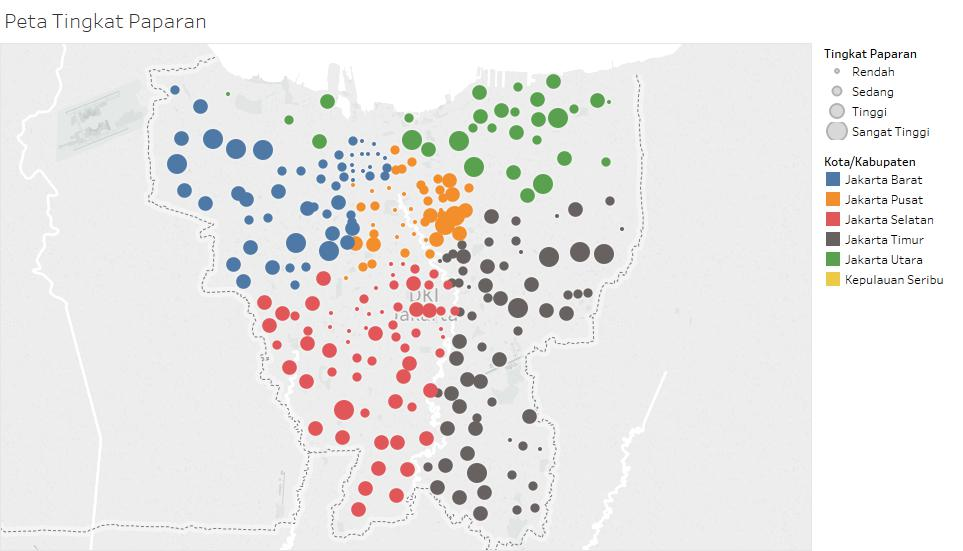 Peta Tingkat Paparan
Tingkat Paparan
Rendah
Sedang
Tinggi
Sangat Tinggi
Kota/Kabupaten
Jakarta Barat
Jakarta Pusat
Jakarta Selatan
Jakarta Timur
Jakarta Utara
Kepulauan Seribu
DKI
Jakarta